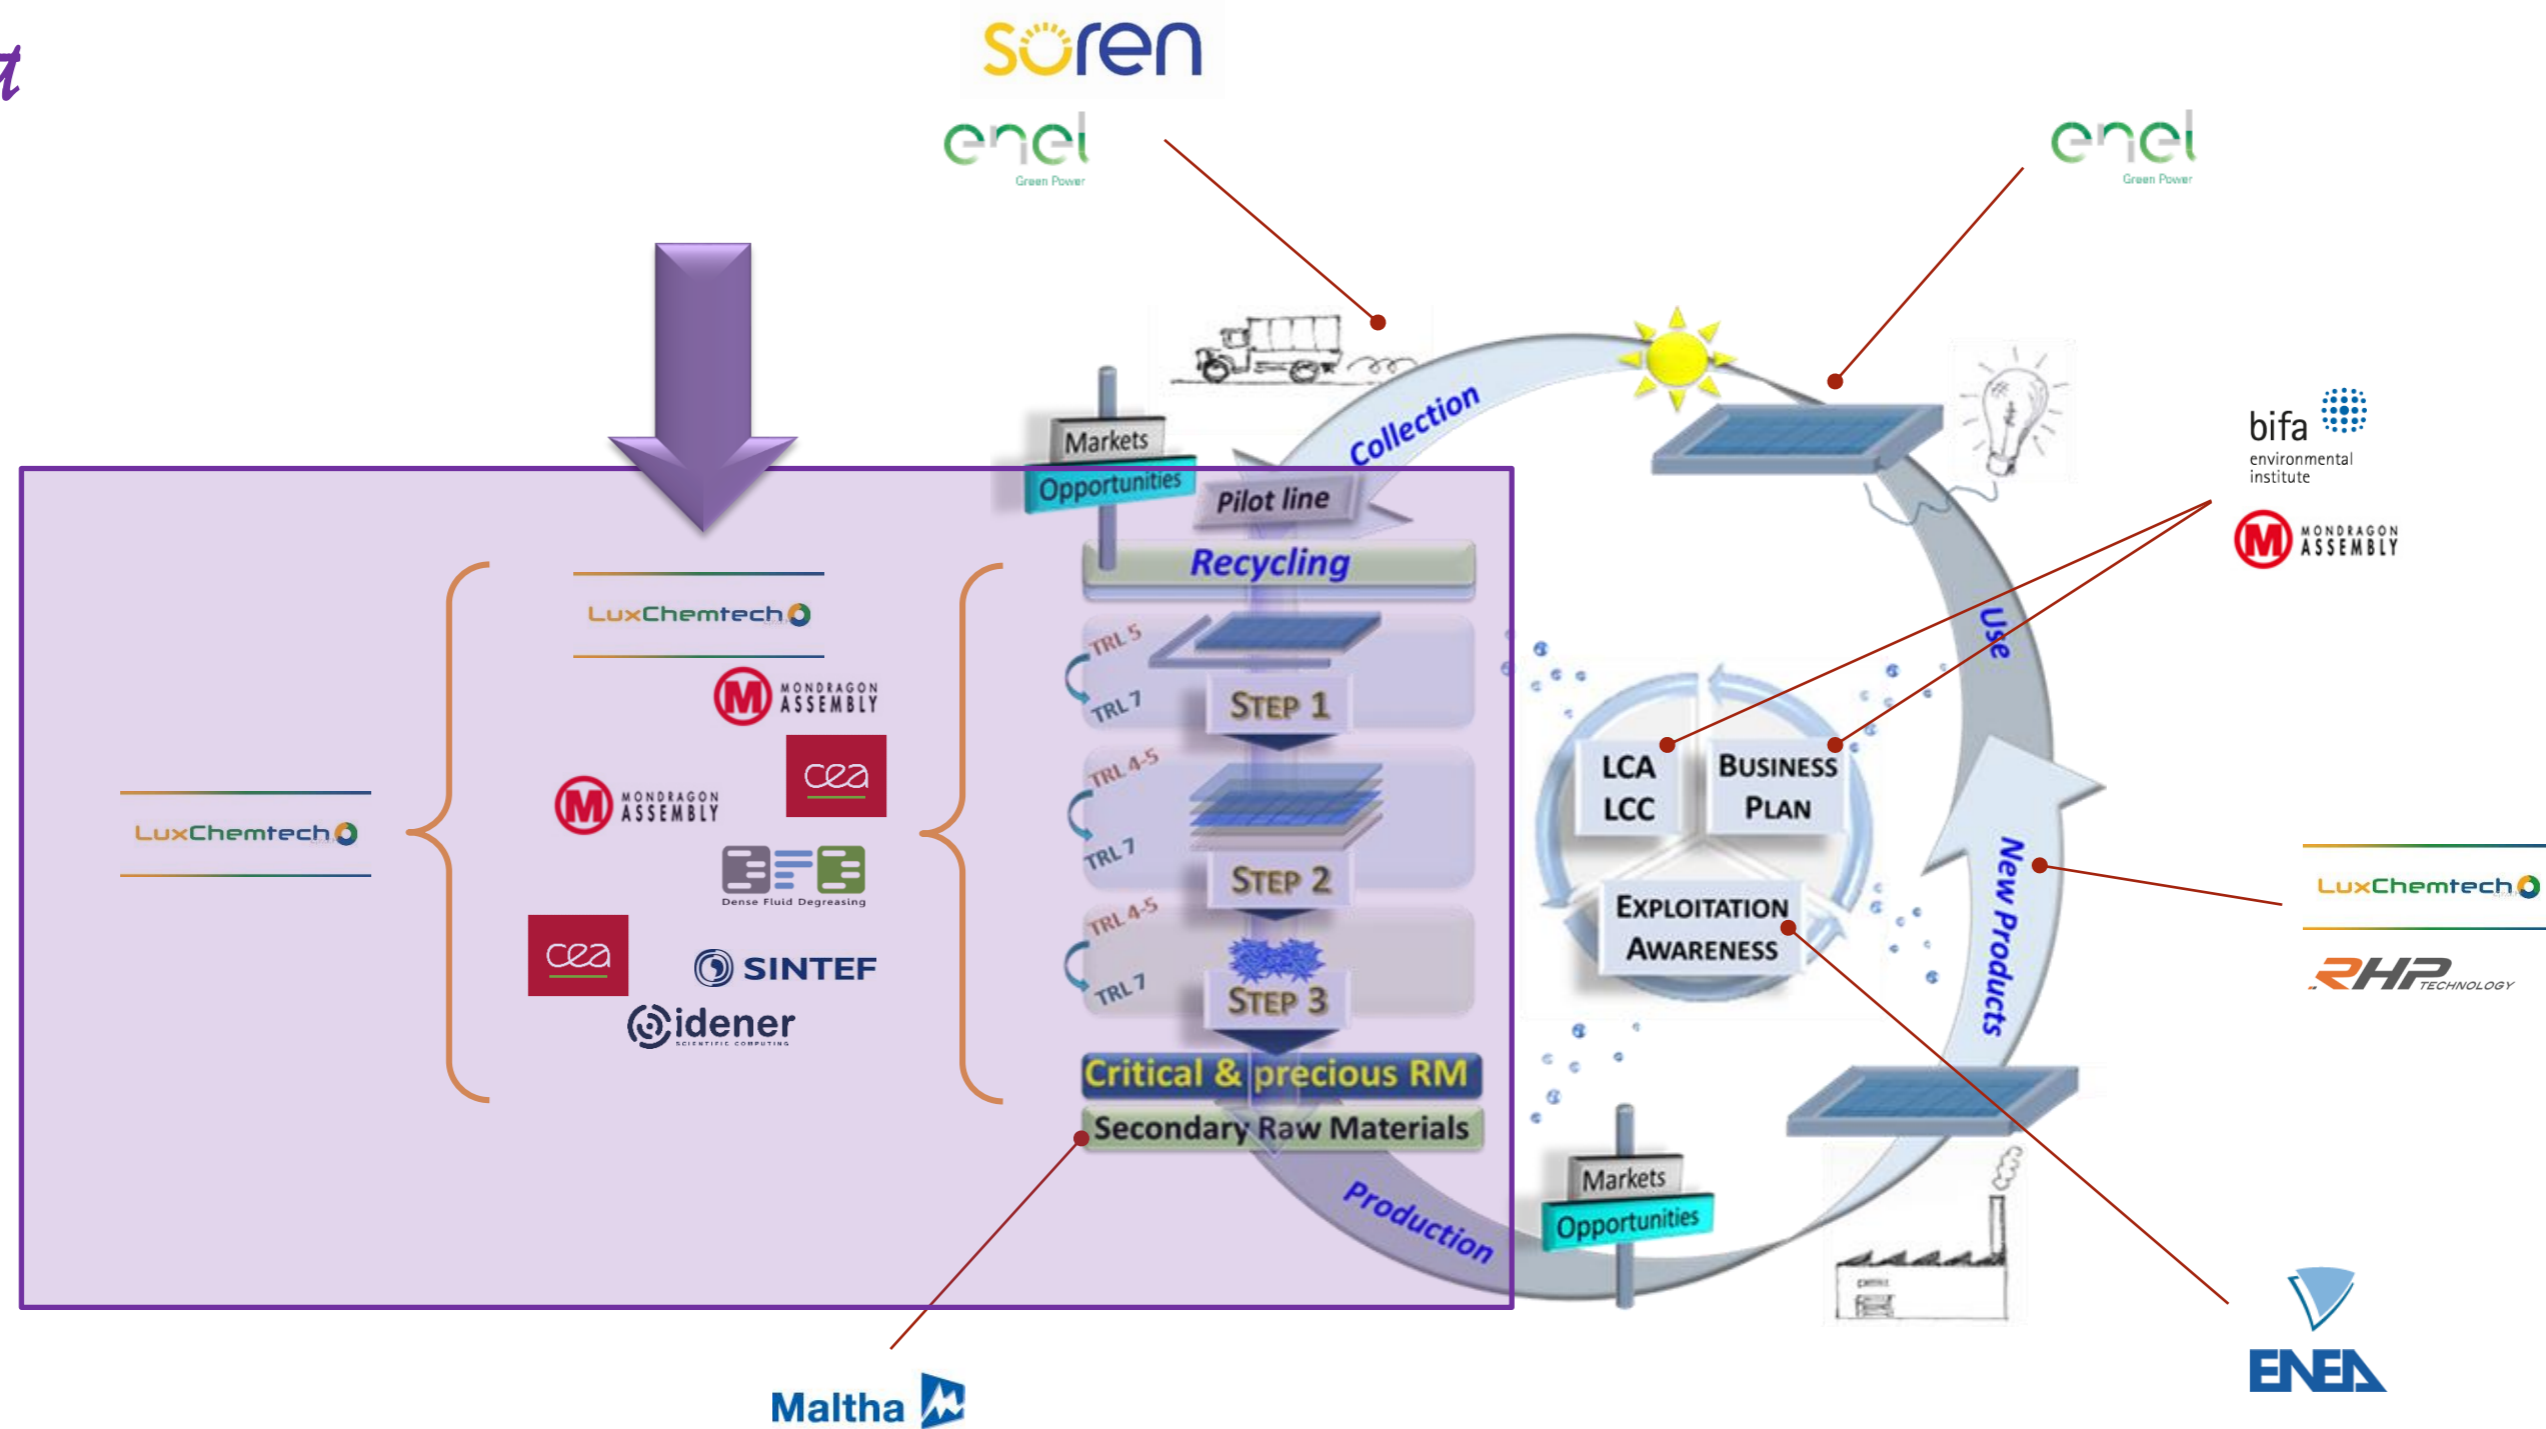 t
soren
enel
Green Power
enel
Green Power
Markets
Opportunities
Collection
Pilot line
Recycling
TRL 5
TRL 7
STEP 1
TRL 4-5
TRL 7
STEP 2
TRL 4-5
TRL 7
STEP 3
Critical & precious RM
Secondary Raw Materials
Production
Markets
Opportunities
New Products
Use
LCA
LCC
BUSINESS
PLAN
EXPLOITATION
AWARENESS
LuxChemtech
LuxChemtech
MONDRAGON
ASSEMBLY
cea
MONDRAGON
ASSEMBLY
DFD
Dense Fluid Degreasing
cea
SINTEF
idener
SCIENTIFIC COMPUTING
bifa
environmental
institute
MONDRAGON
ASSEMBLY
LuxChemtech
RHP
TECHNOLOGY
ENEA
Maltha